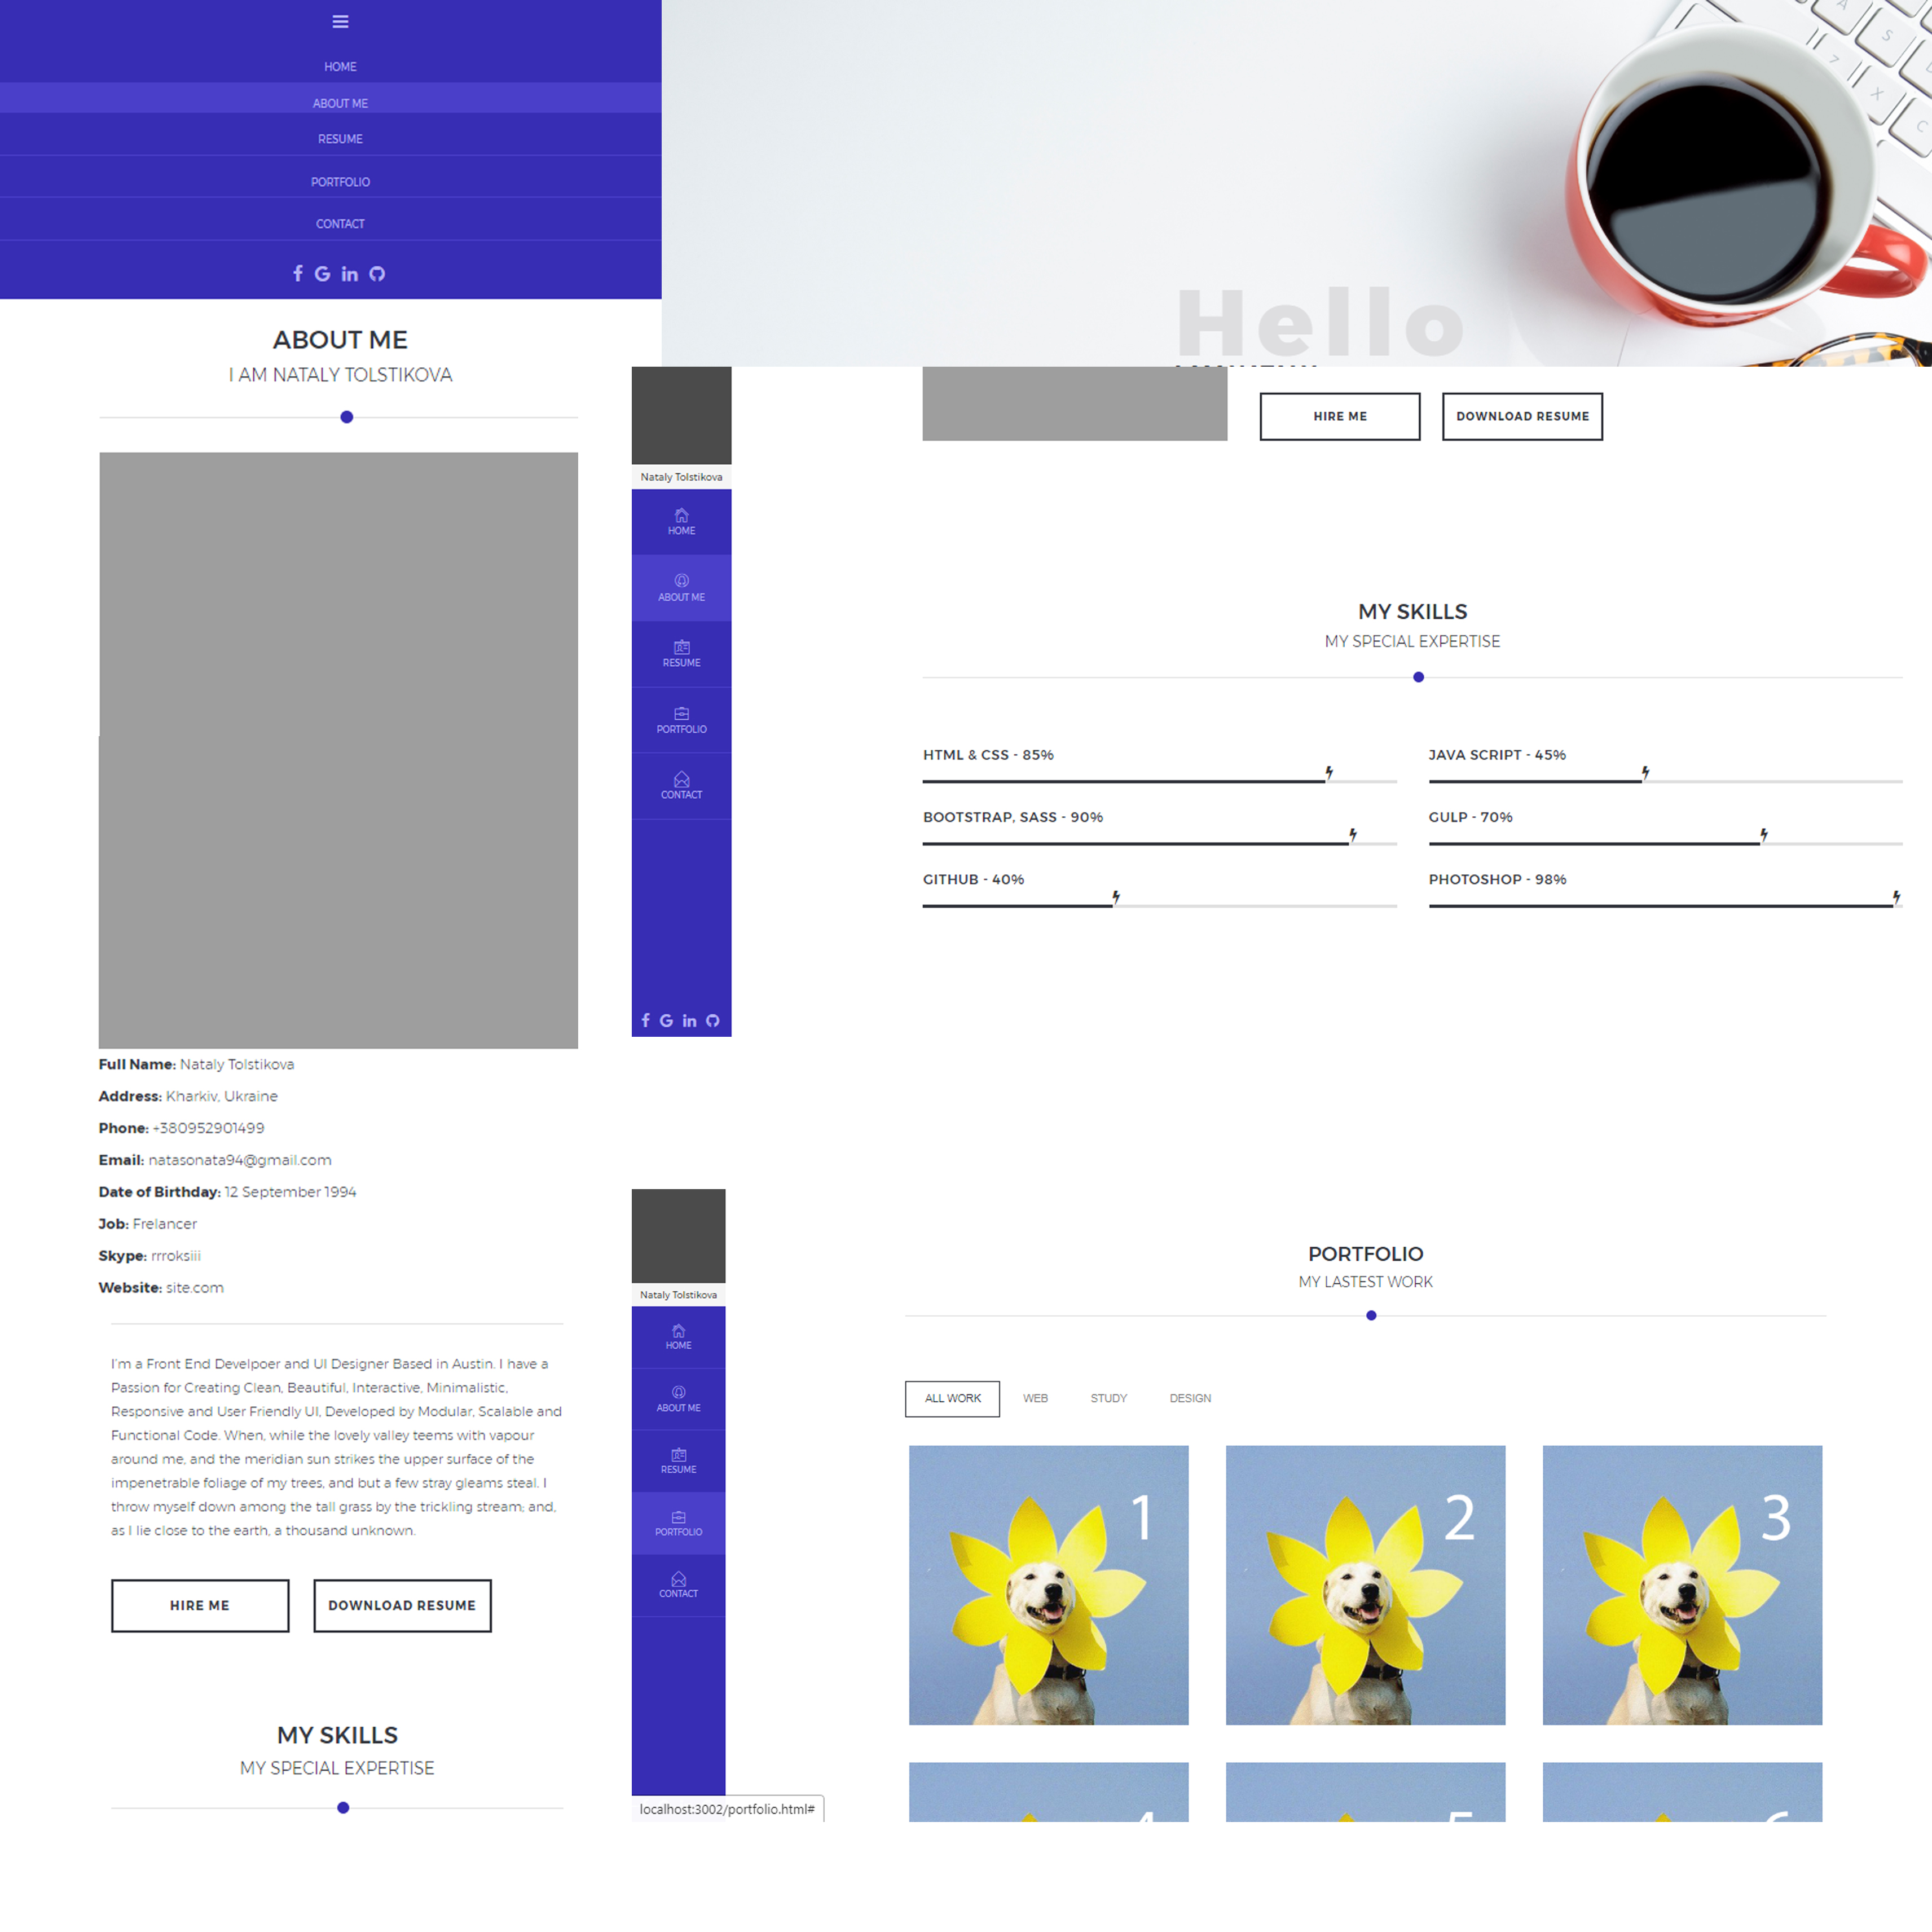 HOME
ABOUT ME
RESUME
PORTFOLIO
CONTACT
ABOUT ME
I AM NATALY TOLSTIKOVA
Full Name: Nataly Tolstikova
Address: Kharkiv, Ukraine
Phone: +380952901499
Email: natasonata94@gmail.com
Date of Birthday: 12 September 1994
Job: Frelancer
Skype: rrroksiii
Website: site.com
I'm a Front End Develpoer and UI Designer Based in Austin. I have a
Passion for Creating Clean, Beautiful, Interactive, Minimalistic,
Responsive and User Friendly UI, Developed by Modular, Scalable and
Functional Code. When, while the lovely valley teems with vapour
around me, and the meridian sun strikes the upper surface of the
impenetrable foliage of my trees, and but a few stray gleams steal. I
throw myself down among the tall grass by the trickling stream; and,
as I lie close to the earth, a thousand unknown.
HIRE ME
DOWNLOAD RESUME
MY SKILLS
MY SPECIAL EXPERTISE
Hello
A
S
7
X
C
HIRE ME
DOWNLOAD RESUME
Nataly Tolstikova
HOME
ABOUT ME
RESUME
PORTFOLIO
CONTACT
MY SKILLS
MY SPECIAL EXPERTISE
HTML & CSS - 85%
JAVA SCRIPT - 45%
BOOTSTRAP, SASS - 90%
GULP - 70%
GITHUB - 40%
PHOTOSHOP - 98%
Nataly Tolstikova
HOME
ABOUT ME
RESUME
PORTFOLIO
CONTACT
localhost:3002/portfolio.html#
PORTFOLIO
MY LASTEST WORK
ALL WORK
WEB
STUDY
DESIGN
1
2
3